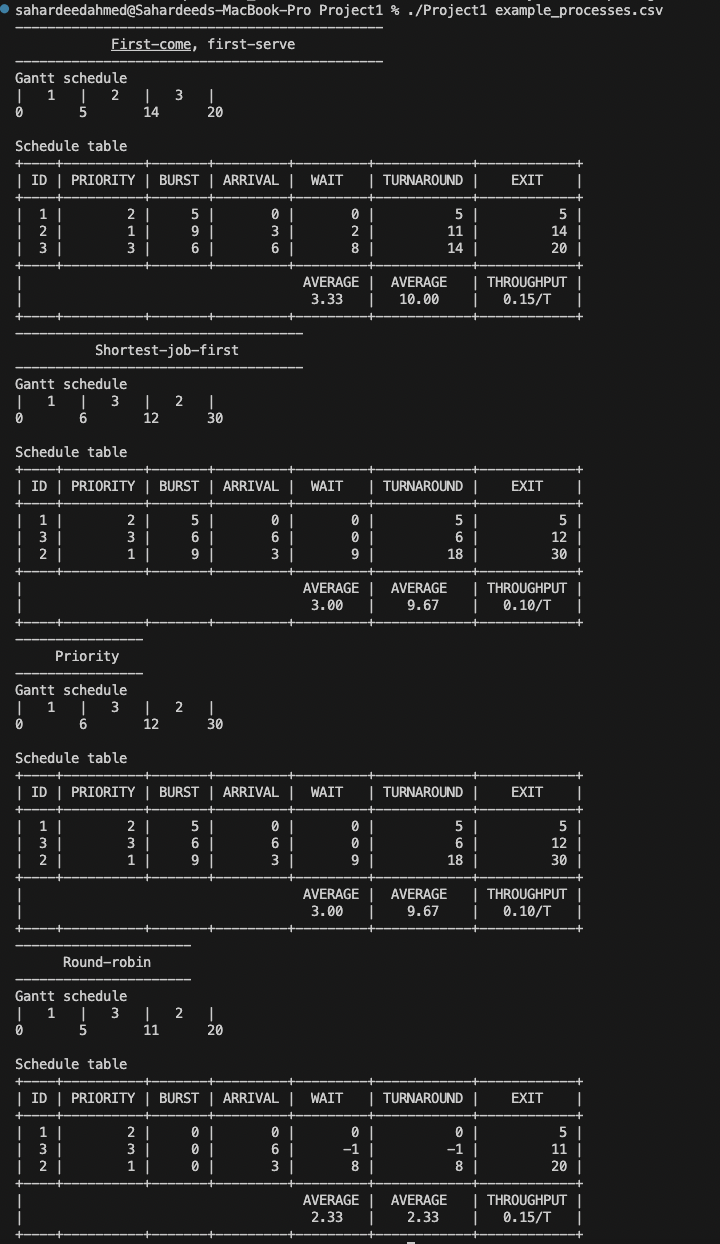 sahardeedahmed@Sahardeeds-MacBook-Pro Project1 % ./Project1 example_processes.csv
First-come, first-serve
Gantt schedule
|   1   |   2   |   3   |
0       5       14      20
Schedule table
| ID | PRIORITY | BURST | ARRIVAL |  WAIT   | TURNAROUND |    EXIT    |
|  1 |        2 |     5 |       0 |       0 |          5 |          5 |
|  2 |        1 |     9 |       3 |       2 |         11 |         14 |
|  3 |        3 |     6 |       6 |       8 |         14 |         20 |
| AVERAGE |  AVERAGE   | THROUGHPUT |
|  3.33   |   10.00    |   0.15/T   |
Shortest-job-first
Gantt schedule
|   1   |   3   |   2   |
0       6       12      30
Schedule table
| ID | PRIORITY | BURST | ARRIVAL |  WAIT   | TURNAROUND |    EXIT    |
|  1 |        2 |     5 |       0 |       0 |          5 |          5 |
|  3 |        3 |     6 |       6 |       0 |          6 |         12 |
|  2 |        1 |     9 |       3 |       9 |         18 |         30 |
| AVERAGE |  AVERAGE   | THROUGHPUT |
|  3.00   |    9.67    |   0.10/T   |
Priority
Gantt schedule
|   1   |   3   |   2   |
0       6       12      30
Schedule table
| ID | PRIORITY | BURST | ARRIVAL |  WAIT   | TURNAROUND |    EXIT    |
|  1 |        2 |     5 |       0 |       0 |          5 |          5 |
|  3 |        3 |     6 |       6 |       0 |          6 |         12 |
|  2 |        1 |     9 |       3 |       9 |         18 |         30 |
| AVERAGE |  AVERAGE   | THROUGHPUT |
|  3.00   |    9.67    |   0.10/T   |
Round-robin
Gantt schedule
|   1   |   3   |   2   |
0       5       11      20
Schedule table
| ID | PRIORITY | BURST | ARRIVAL |  WAIT   | TURNAROUND |    EXIT    |
|  1 |        2 |     0 |       0 |       0 |          0 |          5 |
|  3 |        3 |     0 |       6 |      -1 |         -1 |         11 |
|  2 |        1 |     0 |       3 |       8 |          8 |         20 |
| AVERAGE |  AVERAGE   | THROUGHPUT |
|  2.33   |    2.33    |   0.15/T   |